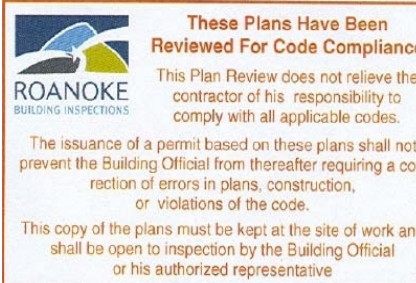 These Plans Have Been
Reviewed For Code Complianc
ROANOKE
BUILDING INSPECTIONS
This Plan Review does not relieve the
contractor of his responsibility to
comply with all applicable codes.
The issuance of a permit based on these plans shall not
prevent the Building Official from thereafter requiring a co
rection of errors in plans, construction,
or violations of the code.
This copy of the plans must be kept at the site of work an
shall be open to inspection by the Building Official
or his authorized representative